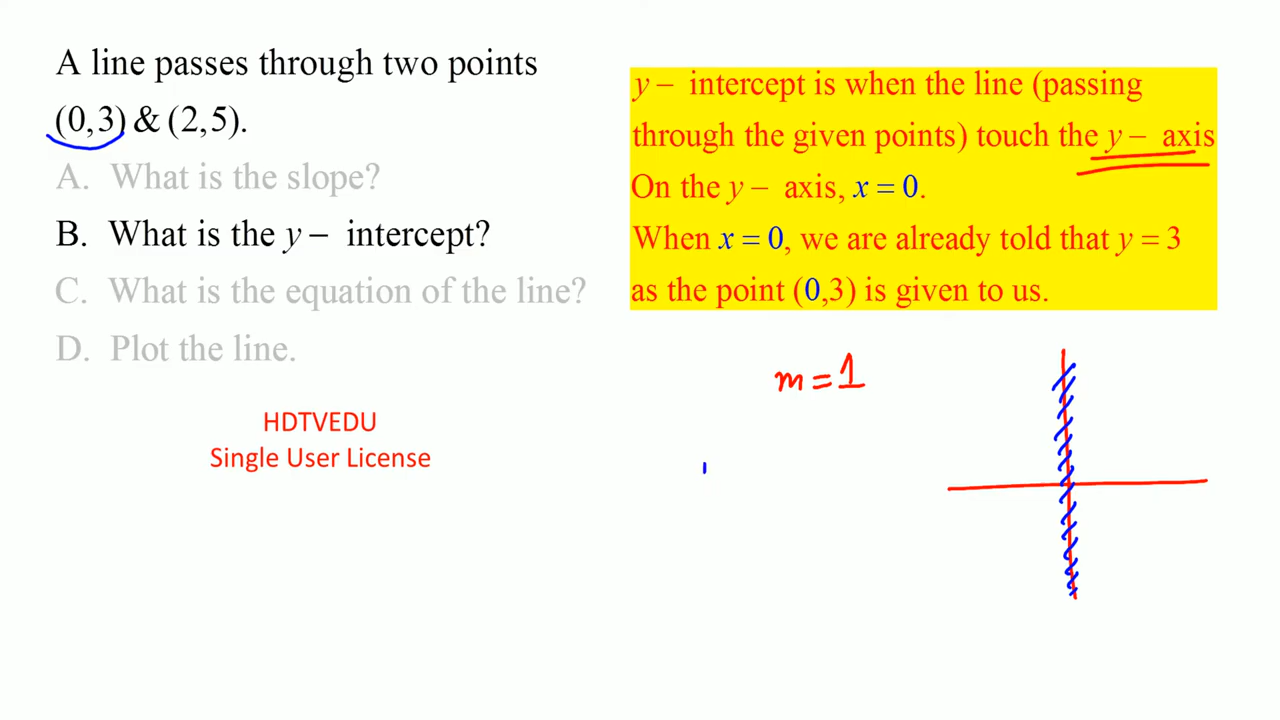 A line passes through two points
(0,3) & (2,5).
A. What is the slope?
B. What is the y – intercept?
C. What is the equation of the line?
D. Plot the line.
HDTVEDU
Single User License
y – intercept is when the line (passing
through the given points) touch the y – axis
On the y – axis, x = 0.
When x = 0, we are already told that y = 3
as the point (0,3) is given to us.
m = 1